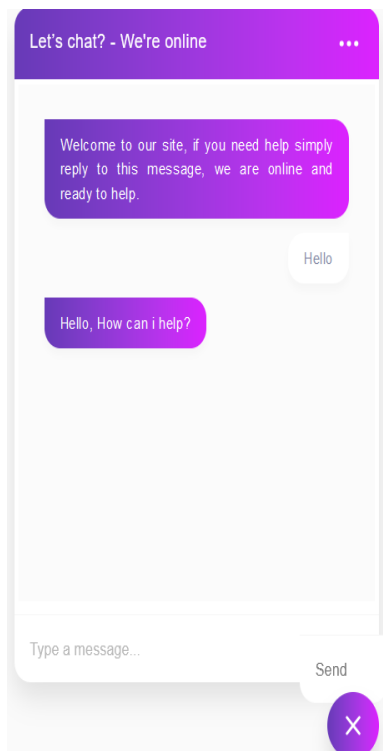 Let's chat? - We're online
Welcome to our site, if you need help simply
reply to this message, we are online and
ready to help.
Hello
Hello, How can i help?
Type a message...
Send
X